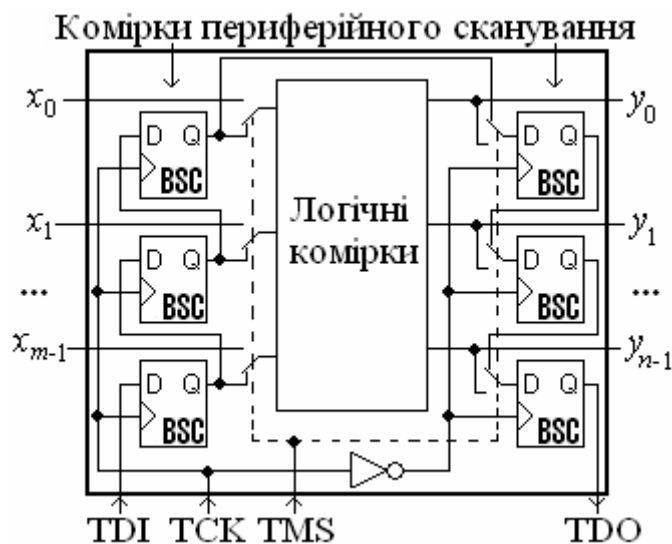 Комірки периферійного сканування
x0 y0
D Q D Q
BSC BSC
Логічні
комірки
x1 y1
D Q D Q
BSC BSC
... ...
xm-1 yn-1
D Q D Q
BSC BSC
TDI TCK TMS TDO